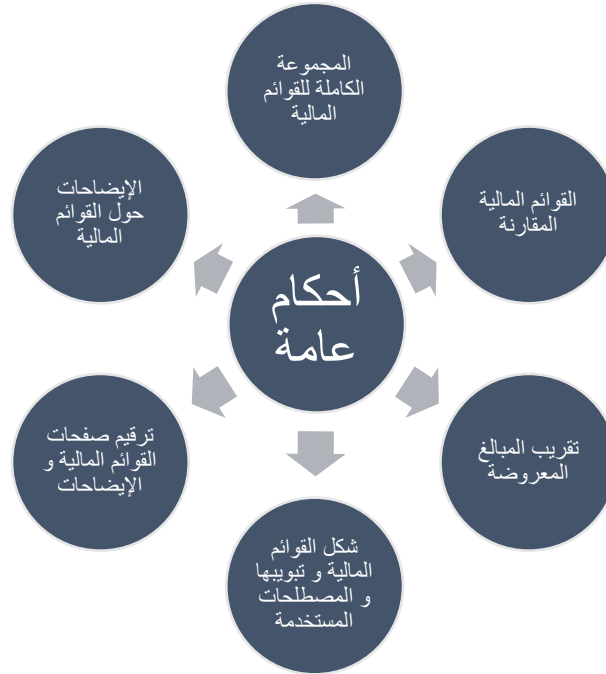 المجموعة
الكاملة للقوائم
المالية
القوائم المالية
المقارنة
تقريب المبالغ
المعروضة
شكل القوائم
المالية و تبويبها
و المصطلحات
المستخدمة
ترقيم صفحات
القوائم المالية و
الإيضاحات
الإيضاحات
حول القوائم
المالية
أحكام
عامة